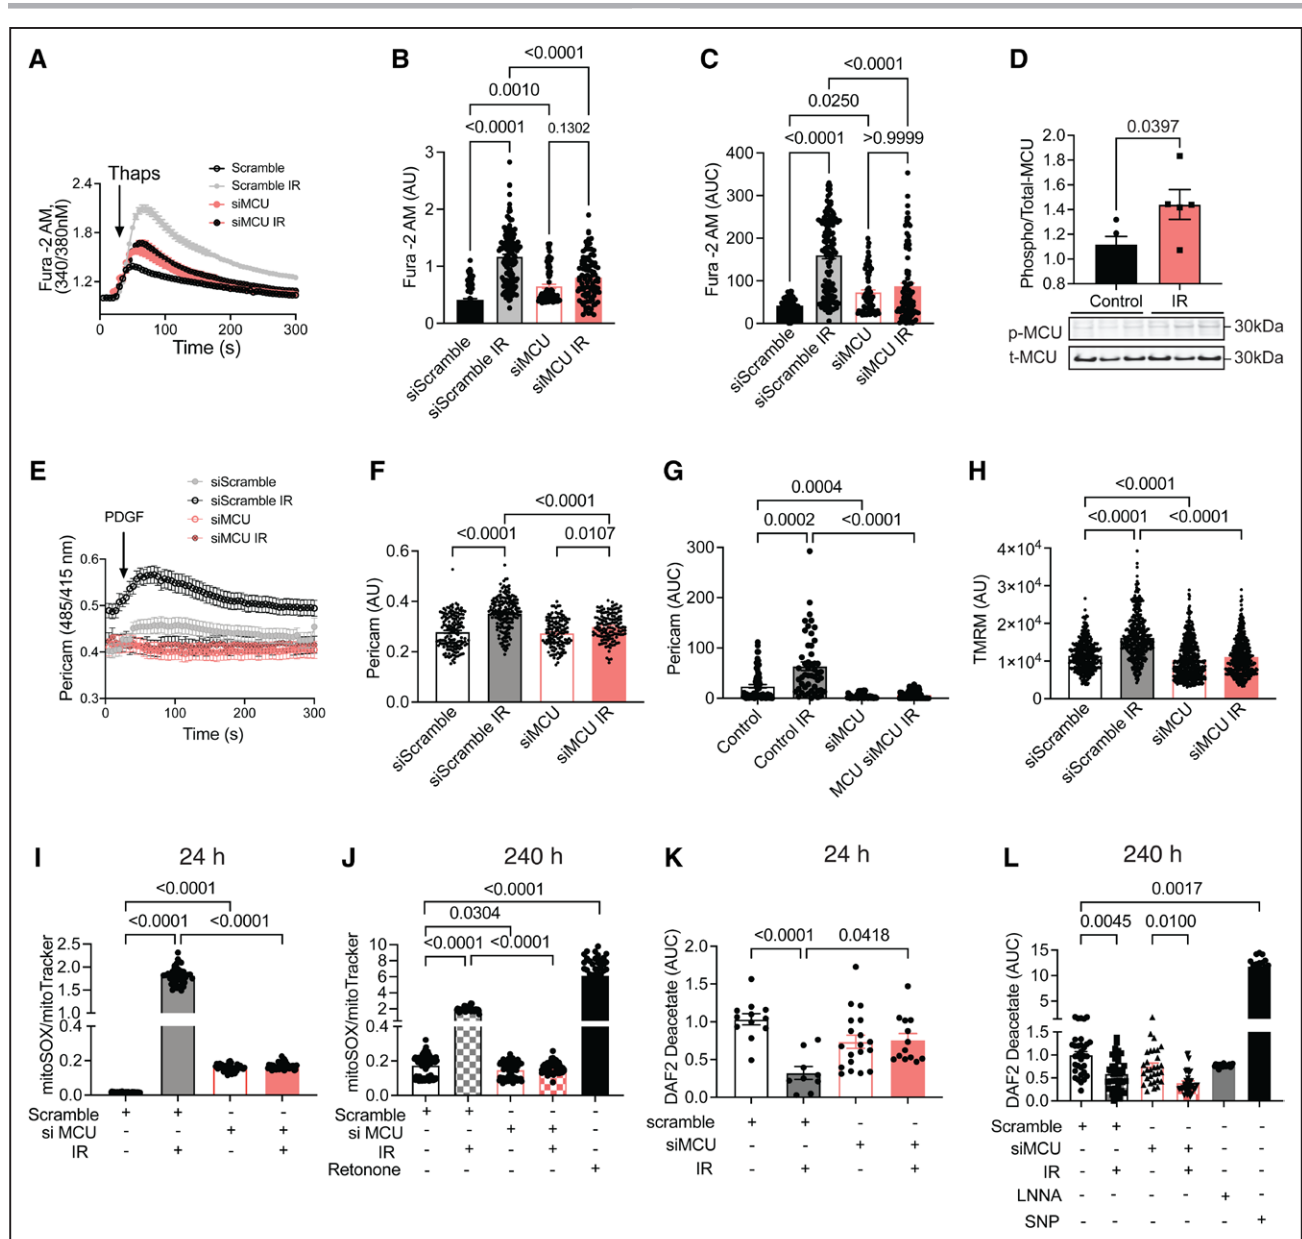 A
Thaps
Scramble
Scramble IR
siMCU
siMCU IR
Fura -2 AM,
(340/380nM)
2.4
1.8
1.2
0 100 200 300
Time (s)
B
<0.0001
0.0010
<0.0001 0.1302
Fura -2 AM (AU)
3
2
1
0
siScramble
siScramble IR
siMCU
siMCU IR
C
<0.0001
0.0250
<0.0001 >0.9999
Fura -2 AM (AUC)
400
300
200
100
0
siScramble
siScramble IR
siMCU
siMCU IR
D
0.0397
Phospho/Total-MCU
2.0
1.8
1.6
1.4
1.2
1.0
0.8
Control IR
p-MCU 30kDa
t-MCU 30kDa
E
siScramble
siScramble IR
siMCU
siMCU IR
PDGF
Pericam (485/415 nm)
0.6
0.5
0.4
0.3
0 100 200 300
Time (s)
F
<0.0001
<0.0001 0.0107
Pericam (AU)
0.6
0.4
0.2
0.0
siScramble
siScramble IR
siMCU
siMCU IR
G
0.0004
0.0002 <0.0001
Pericam (AUC)
300
200
100
0
Control
Control IR
siMCU
MCU siMCU IR
H
<0.0001
<0.0001 <0.0001
TMRM (AU)
4×10⁴
3×10⁴
2×10⁴
1×10⁴
0
siScramble
siScramble IR
siMCU
siMCU IR
I
24 h
<0.0001
<0.0001 <0.0001
mitoSOX/mitoTracker
2.5
2.0
1.5
1.0
0.4
0.2
0.0
Scramble + + - -
si MCU - - + +
IR - + - +
J
240 h
<0.0001
0.0304
<0.0001 <0.0001
mitoSOX/mitoTracker
10
8
6
4
2
0.4
0.2
0.0
Scramble + + - - -
si MCU - - + + -
IR - + - + -
Retonone - - - - +
K
24 h
<0.0001 0.0418
DAF2 Deacetate (AUC)
2.0
1.5
1.0
0.5
0.0
scramble + + - -
siMCU - - + +
IR - + - +
L
240 h
0.0017
0.0045 0.0100
DAF2 Deacetate (AUC)
15
10
5
1.5
1.0
0.5
0.0
Scramble + + - - - -
siMCU - - + + - -
IR - + - + - -
LNNA - - - - + -
SNP - - - - - +